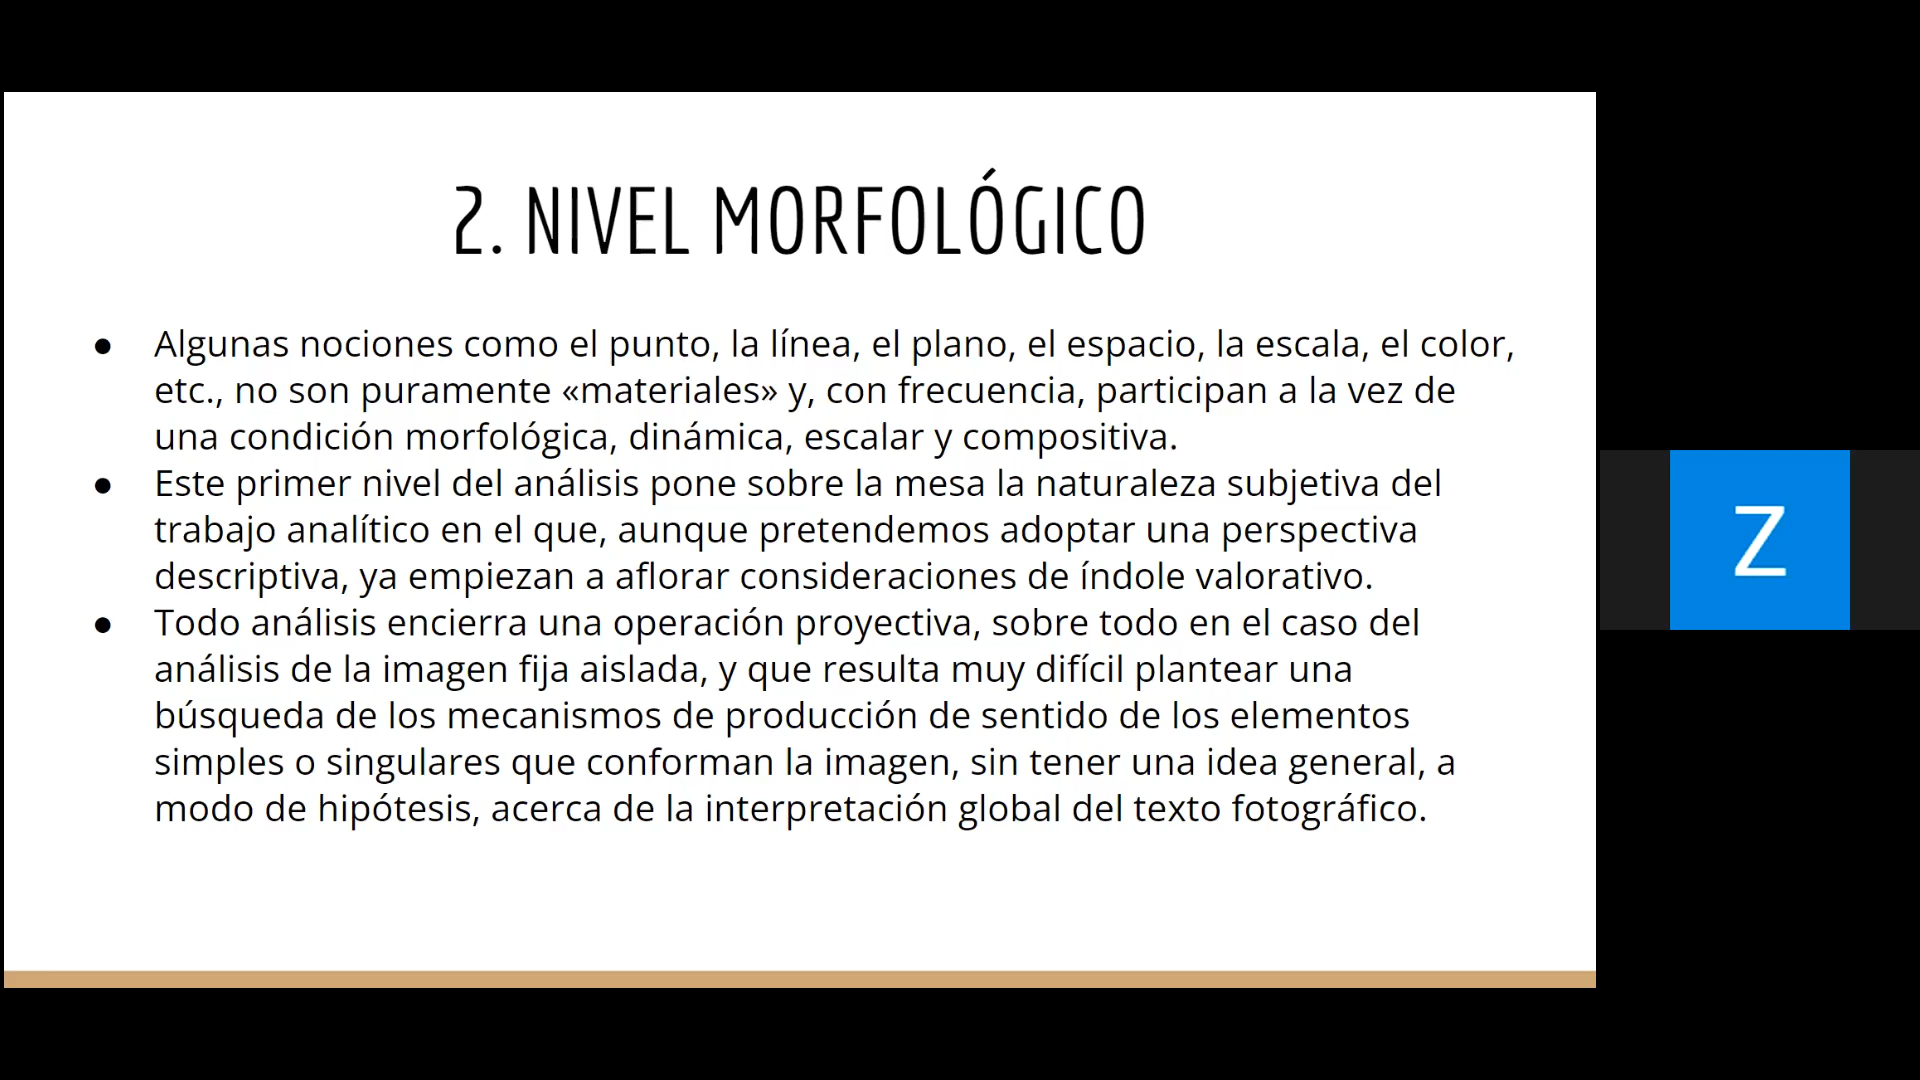 2. NIVEL MORFOLÓGICO
● Algunas nociones como el punto, la línea, el plano, el espacio, la escala, el color,
etc., no son puramente «materiales» y, con frecuencia, participan a la vez de
una condición morfológica, dinámica, escalar y compositiva.
● Este primer nivel del análisis pone sobre la mesa la naturaleza subjetiva del
trabajo analítico en el que, aunque pretendemos adoptar una perspectiva
descriptiva, ya empiezan a aflorar consideraciones de índole valorativo.
● Todo análisis encierra una operación proyectiva, sobre todo en el caso del
análisis de la imagen fija aislada, y que resulta muy difícil plantear una
búsqueda de los mecanismos de producción de sentido de los elementos
simples o singulares que conforman la imagen, sin tener una idea general, a
modo de hipótesis, acerca de la interpretación global del texto fotográfico.
Z